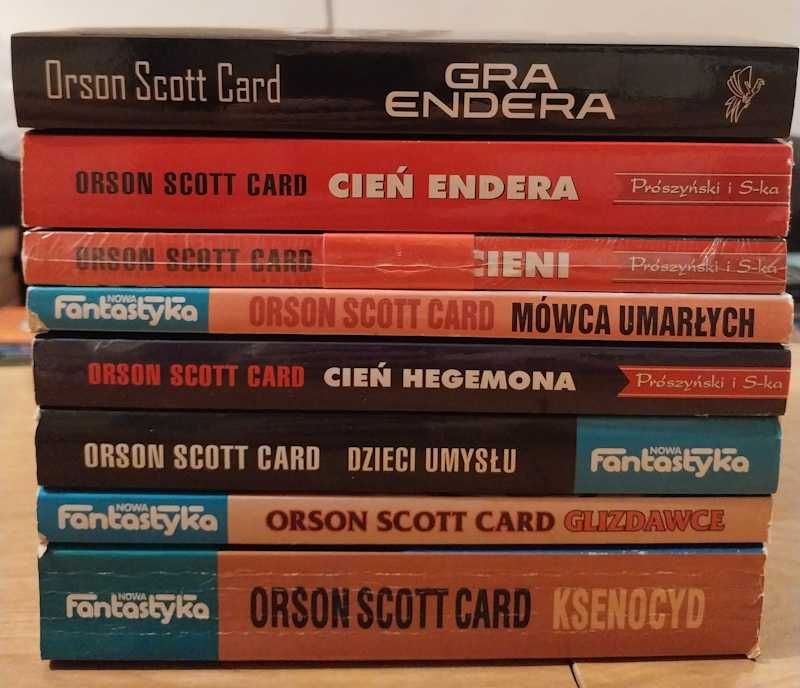 Orson Scott Card GRA
ENDERA
ORSON SCOTT CARD CIEŃ ENDERA Prószyński i S-ka
ORSON SCOTT CARD CIENI Prószyński i S-ka
NOWA
Fantastyka ORSON SCOTT CARD MÓWCA UMARŁYCH
ORSON SCOTT CARD CIEŃ HEGEMONA Prószyński i S-ka
ORSON SCOTT CARD DZIECI UMYSŁU NOWA
Fantastyka
NOWA
Fantastyka ORSON SCOTT CARD GLIZDAWCE
NOWA
Fantastyka ORSON SCOTT CARD KSENOCYD